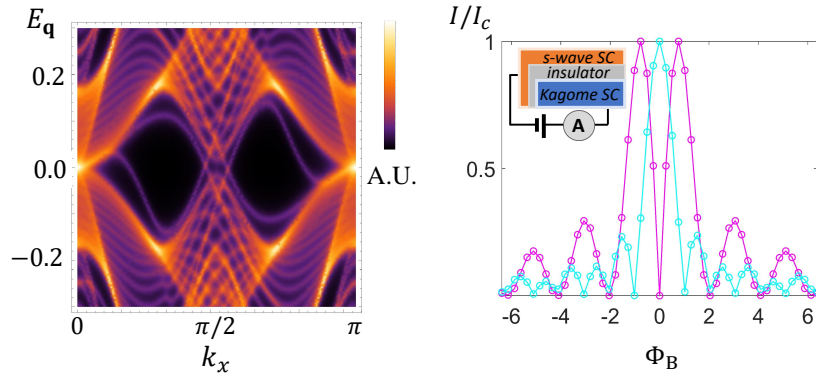 E_q
0.2
0.0
−0.2
0
π/2
π
k_x
A.U.
I/I_c
1
0.5
s-wave SC
insulator
Kagome SC
A
-6
-4
-2
0
2
4
6
Φ_B